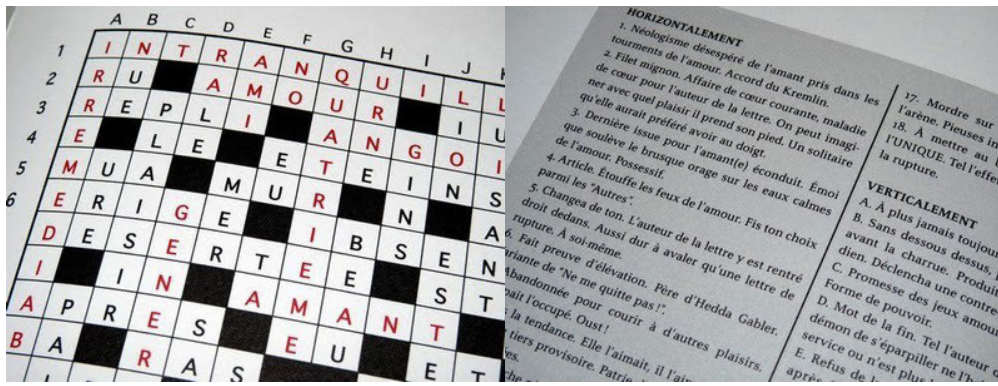 A B C D E F G H I J K
1 I N T R A N Q U I L L
2 R U A M O U R I U
3 R E P L I A N G O I
4 E L E E T E I N S
5 M U A M U R N A
6 E R I G E I B S E N
D E S E R T E E S T
I I N A M A N T
A P R E S E U E T
B A R A S
HORIZONTALEMENT
1. Néologisme désespéré de l'amant pris dans les
tourments de l'amour. Accord du Kremlin.
2. Filet mignon. Affaire de cœur courante, maladie
de cœur pour l'auteur de la lettre. On peut imagi-
ner avec quel plaisir il prend son pied. Un solitaire
qu'elle aurait préféré avoir au doigt.
3. Dernière issue pour l'amant(e) éconduit. Émoi
que soulève le brusque orage sur les eaux calmes
de l'amour. Possessif.
4. Article. Étouffe les feux de l'amour. Fis ton choix
parmi les "Autres".
5. Changea de ton. L'auteur de la lettre y est rentré
droit dedans. Aussi dur à avaler qu'une lettre de
rupture. À soi-même.
6. Fait preuve d'élévation. Père d'Hedda Gabler.
ariante de "Ne me quitte pas !".
Abandonnée pour courir à d'autres plaisirs.
ait l'occupé. Oust !
la tendance. Elle l'aimait, il l'air
tiers provisoire. Patrie
17. Mordre sur
l'arène. Pieuses in
18. À mettre au
l'UNIQUE. Tel l'effe
la rupture.
VERTICALEMENT
A. À plus jamais toujou
B. Sans dessous dessus,
avant la charrue. Produi
dien. Déclencha une contre
C. Promesse des jeux amou
Forme de pouvoir.
D. Mot de la fin. Tel l'auteur d
démon de s'éparpiller ne l'h
service ou n'est plus
E. Refus de l
après